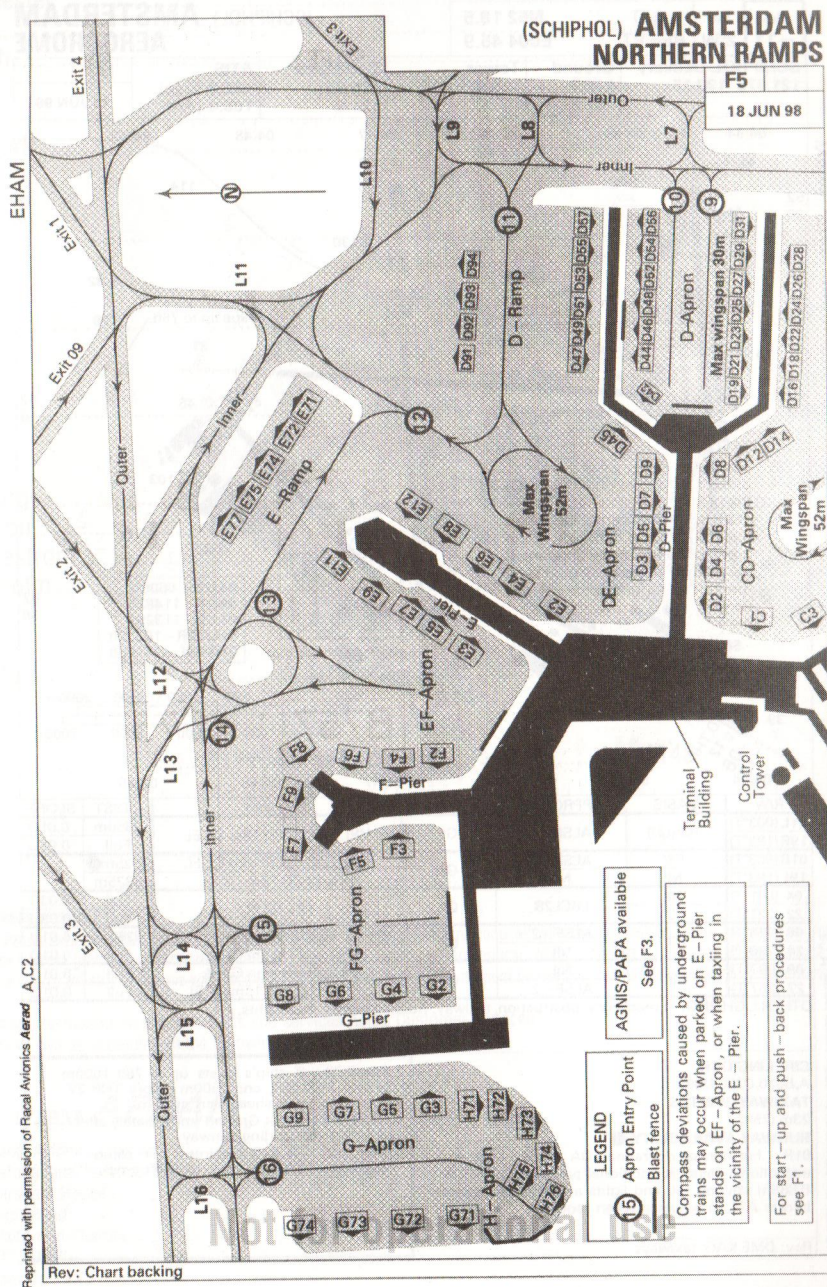 (SCHIPHOL) AMSTERDAM
NORTHERN RAMPS
F5
18 JUN 98
EHAM
Reprinted with permission of Racal Avionics Aerad A,C2
Exit 4
Exit 3
Outer
L9
L8
L7
Inner
L10
N
Exit 1
L11
Exit 09
Outer
Inner
Exit 2
L12
L13
Inner
Exit 3
L14
L15
Outer
L16
10
9
11
12
13
14
15
16
D57
D55
D53
D51
D49
D47
D56
D54
D52
D48
D46
D44
D42
D-Apron
Max wingspan 30m
D31
D29
D27
D25
D23
D21
D19
D28
D26
D24
D22
D18
D16
D94
D93
D92
D91
D-Ramp
D45
D14
D12
D8
D9
D7
D5
D3
D-Pier
D6
D4
D2
CD-Apron
Max
Wingspan
52m
C3
DE-Apron
Max
Wingspan
52m
E71
E72
E74
E75
E77
E-Ramp
E12
E8
E6
E4
E2
E11
E9
E7
E5
E3
E-Pier
EF-Apron
F8
F6
F4
F2
F-Pier
F9
F7
F5
F3
FG-Apron
G8
G6
G4
G2
G-Pier
G9
G7
G5
G3
H71
H72
H73
H74
H75
H76
G-Apron
H-Apron
G74
G73
G72
G71
Terminal
Building
Control
Tower
AGNIS/PAPA available
See F3.
LEGEND
15 Apron Entry Point
Blast fence
Compass deviations caused by underground
trains may occur when parked on E-Pier
stands on EF-Apron, or when taxiing in
the vicinity of the E-Pier.
For start-up and push-back procedures
see F1.
Not for operational use
Rev: Chart backing